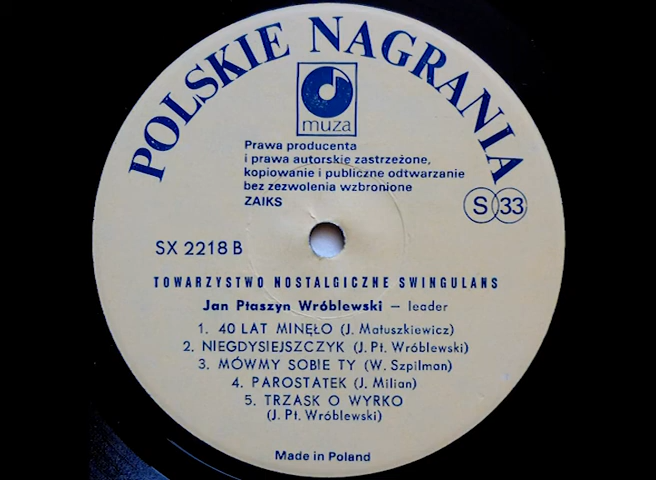 POLSKIE NAGRANIA
muza
Prawa producenta
i prawa autorskie zastrzeżone,
kopiowanie i publiczne odtwarzanie
bez zezwolenia wzbronione
ZAIKS
S 33
SX 2218 B
TOWARZYSTWO NOSTALGICZNE SWINGULANS
Jan Ptaszyn Wróblewski — leader
1. 40 LAT MINĘŁO (J. Matuszkiewicz)
2. NIEGDYSIEJSZCZYK (J. Pt. Wróblewski)
3. MÓWMY SOBIE TY (W. Szpilman)
4. PAROSTATEK (J. Milian)
5. TRZASK O WYRKO
(J. Pt. Wróblewski)
Made in Poland